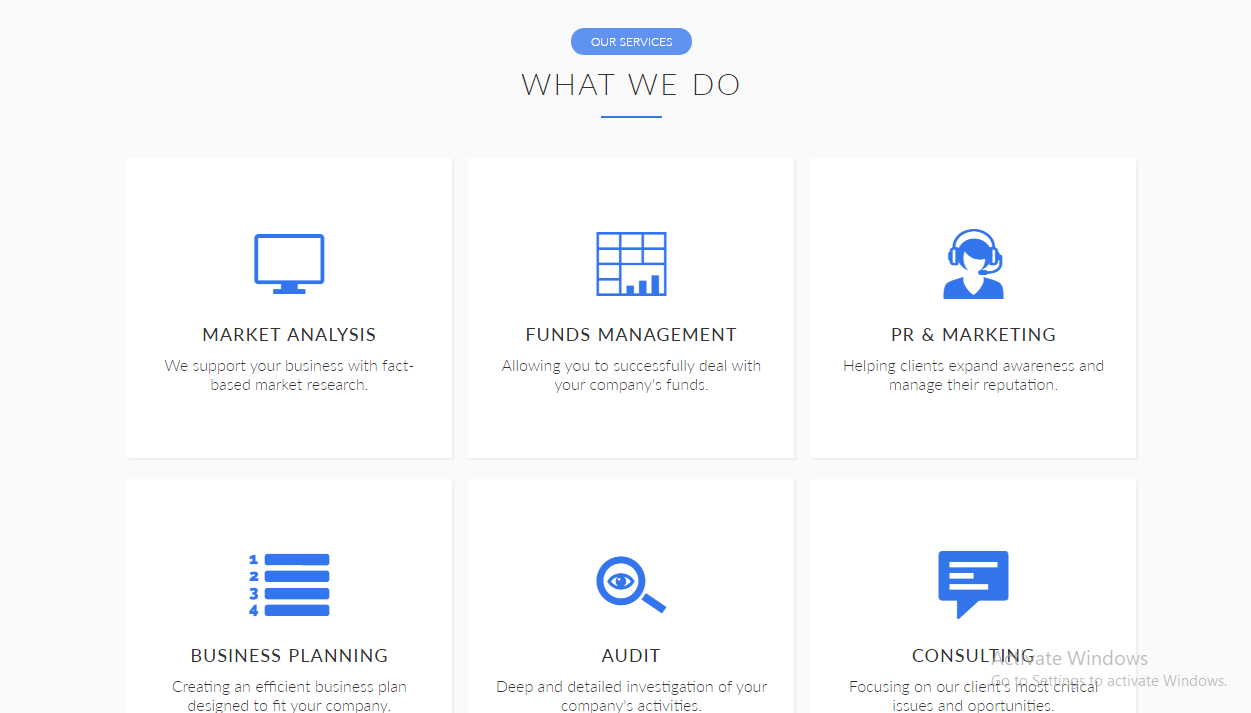 OUR SERVICES
WHAT WE DO
MARKET ANALYSIS
We support your business with fact-
based market research.
FUNDS MANAGEMENT
Allowing you to successfully deal with
your company's funds.
PR & MARKETING
Helping clients expand awareness and
manage their reputation.
1
2
3
4
BUSINESS PLANNING
Creating an efficient business plan
designed to fit your company.
AUDIT
Deep and detailed investigation of your
company's activities.
CONSULTING
Focusing on our client's most critical
issues and oportunities.
Activate Windows
Go to Settings to activate Windows.